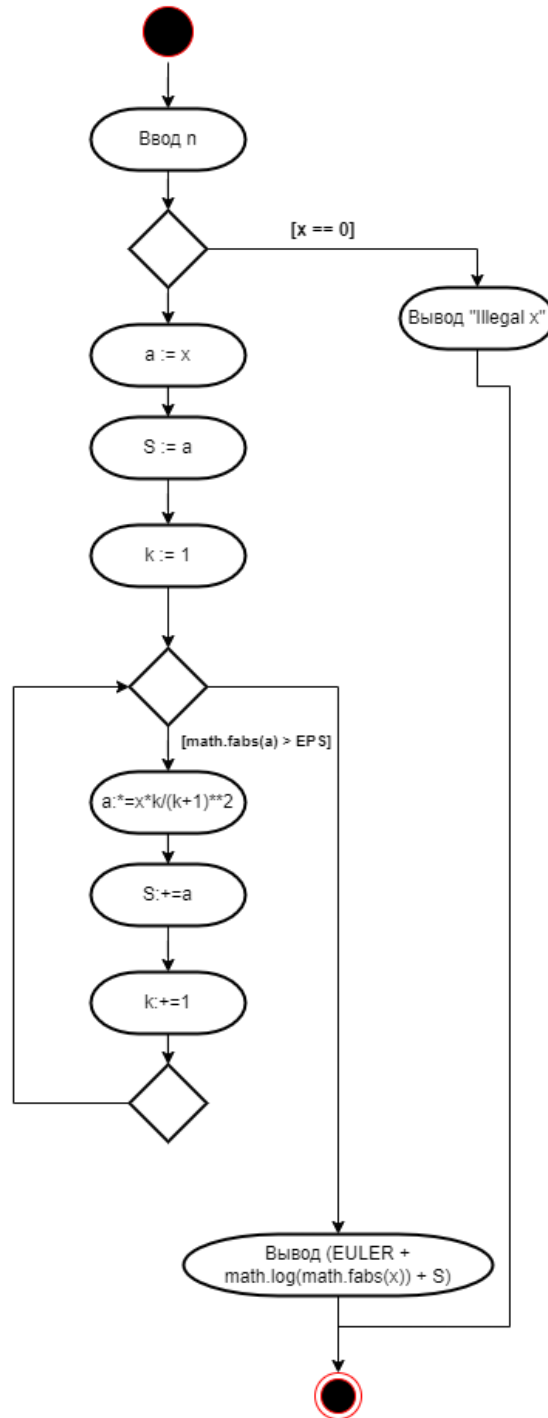 Ввод n
[x == 0]
Вывод "Illegal x"
a := x
S := a
k := 1
[math.fabs(a) > EPS]
a:*=x*k/(k+1)**2
S:+=a
k:+=1
Вывод (EULER +
math.log(math.fabs(x)) + S)